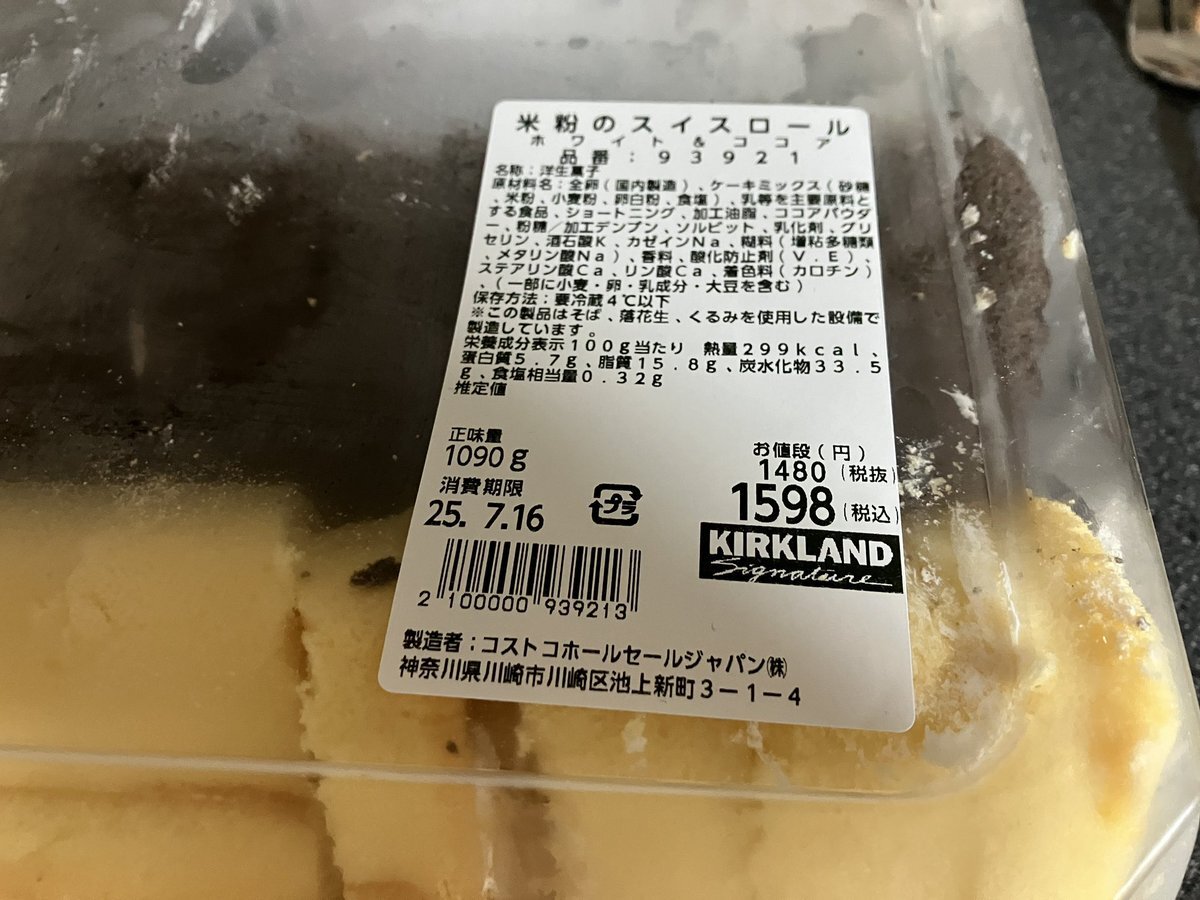 米粉のスイスロール
ホワイト&ココア
品番:93921
名称:洋生菓子
原材料名:全卵(国内製造)、ケーキミックス(砂糖
、米粉、小麦粉、卵白粉、食塩)、乳等を主要原料と
する食品、ショートニング、加工油脂、ココアパウダ
ー、粉糖/加工デンプン、ソルビット、乳化剤、グリ
セリン、酒石酸K、カゼインNa、糊料(増粘多糖類
、メタリン酸Na)、香料、酸化防止剤(V.E)、
ステアリン酸Ca、リン酸Ca、着色料(カロチン)
、(一部に小麦・卵・乳成分・大豆を含む)
保存方法:要冷蔵4℃以下
※この製品はそば、落花生、くるみを使用した設備で
製造しています。
栄養成分表示100g当たり 熱量299kcal、
蛋白質5.7g、脂質15.8g、炭水化物33.5
g、食塩相当量0.32g
推定値
正味量
1090g
消費期限
25. 7.16
プラ
お値段(円)
1480(税抜)
1598(税込)
KIRKLAND
Signature
2 100000 939213
製造者:コストコホールセールジャパン㈱
神奈川県川崎市川崎区池上新町3-1-4